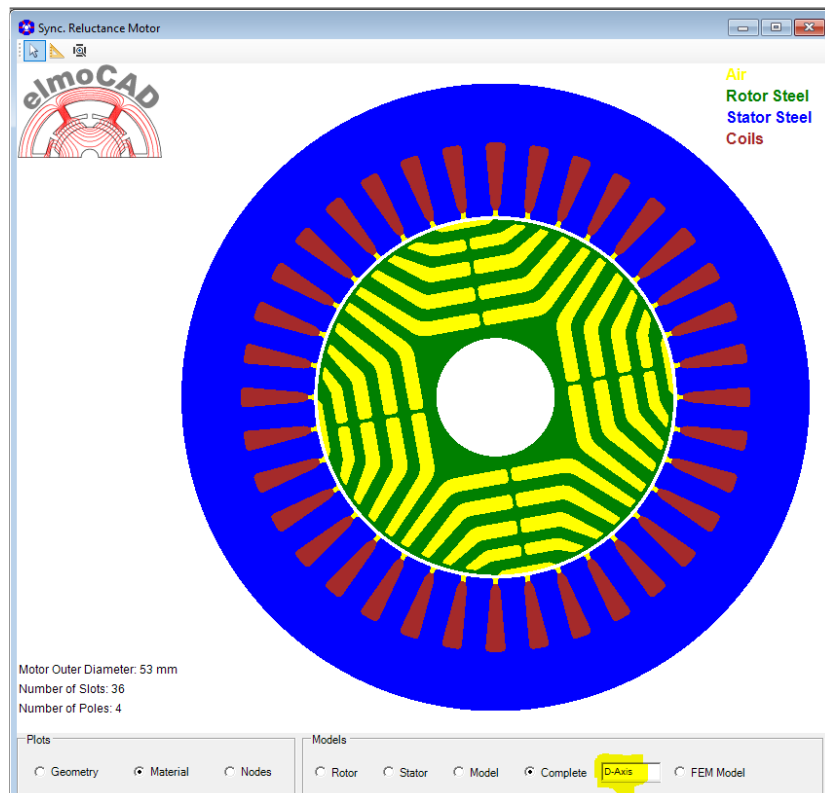 Sync. Reluctance Motor
elmoCAD
Air
Rotor Steel
Stator Steel
Coils
Motor Outer Diameter: 53 mm
Number of Slots: 36
Number of Poles: 4
Plots
Geometry Material Nodes
Models
Rotor Stator Model Complete D-Axis FEM Model